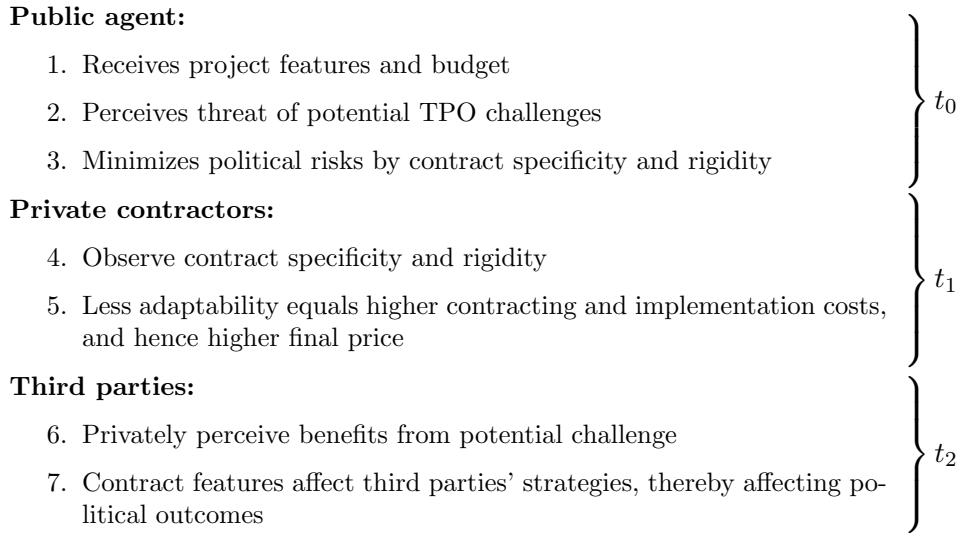 Public agent:
1. Receives project features and budget
2. Perceives threat of potential TPO challenges
3. Minimizes political risks by contract specificity and rigidity
t0
Private contractors:
4. Observe contract specificity and rigidity
5. Less adaptability equals higher contracting and implementation costs,
and hence higher final price
t1
Third parties:
6. Privately perceive benefits from potential challenge
7. Contract features affect third parties' strategies, thereby affecting po-
litical outcomes
t2